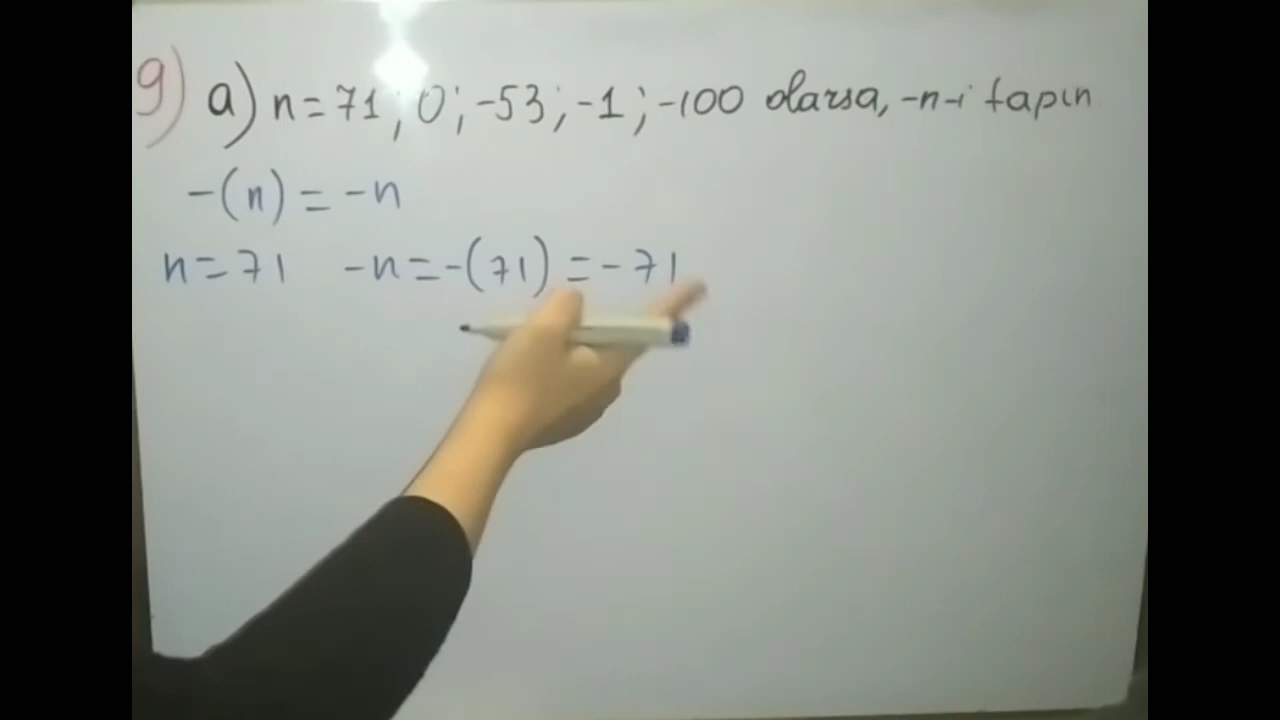 9) a) n=71; 0; -53; -1; -100 olarsa, -n-i tapın
-(n) = -n
n=71 -n=-(71) = -71